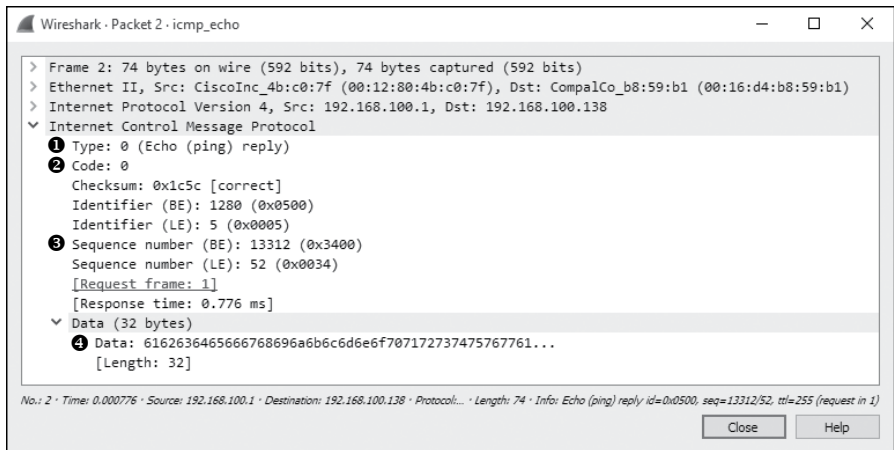 Wireshark · Packet 2 · icmp_echo
> Frame 2: 74 bytes on wire (592 bits), 74 bytes captured (592 bits)
> Ethernet II, Src: CiscoInc_4b:c0:7f (00:12:80:4b:c0:7f), Dst: CompalCo_b8:59:b1 (00:16:d4:b8:59:b1)
> Internet Protocol Version 4, Src: 192.168.100.1, Dst: 192.168.100.138
Internet Control Message Protocol
❶ Type: 0 (Echo (ping) reply)
❷ Code: 0
Checksum: 0x1c5c [correct]
Identifier (BE): 1280 (0x0500)
Identifier (LE): 5 (0x0005)
❸ Sequence number (BE): 13312 (0x3400)
Sequence number (LE): 52 (0x0034)
[Request frame: 1]
[Response time: 0.776 ms]
Data (32 bytes)
❹ Data: 6162636465666768696a6b6c6d6e6f707172737475767761...
[Length: 32]
No.: 2 · Time: 0.000776 · Source: 192.168.100.1 · Destination: 192.168.100.138 · Protocol:... · Length: 74 · Info: Echo (ping) reply id=0x0500, seq=13312/52, ttl=255 (request in 1)
Close Help